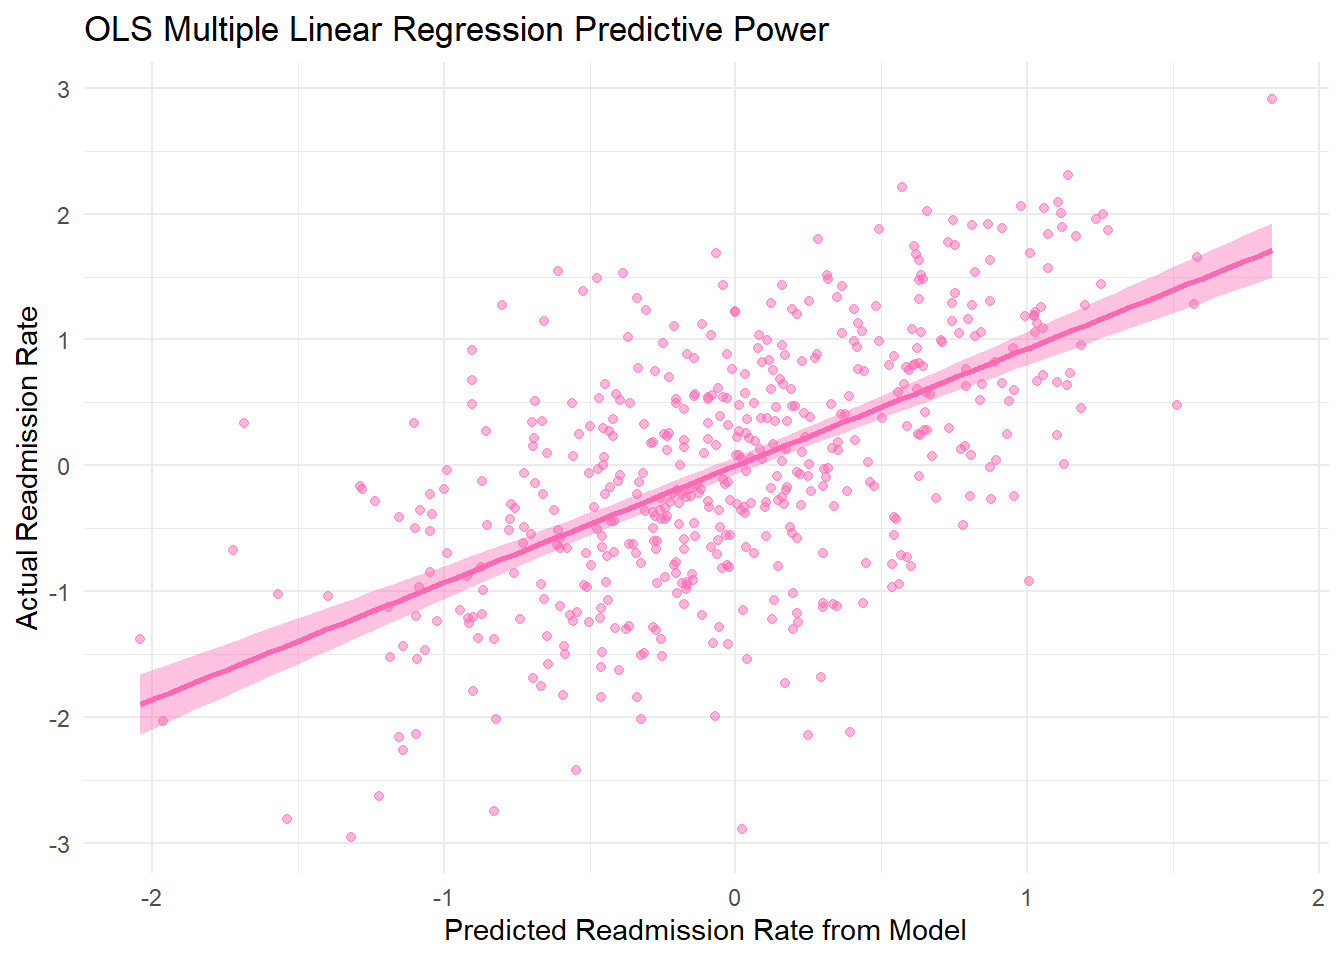 OLS Multiple Linear Regression Predictive Power
3
2
1
0
-1
-2
-3
Actual Readmission Rate
-2 -1 0 1 2
Predicted Readmission Rate from Model